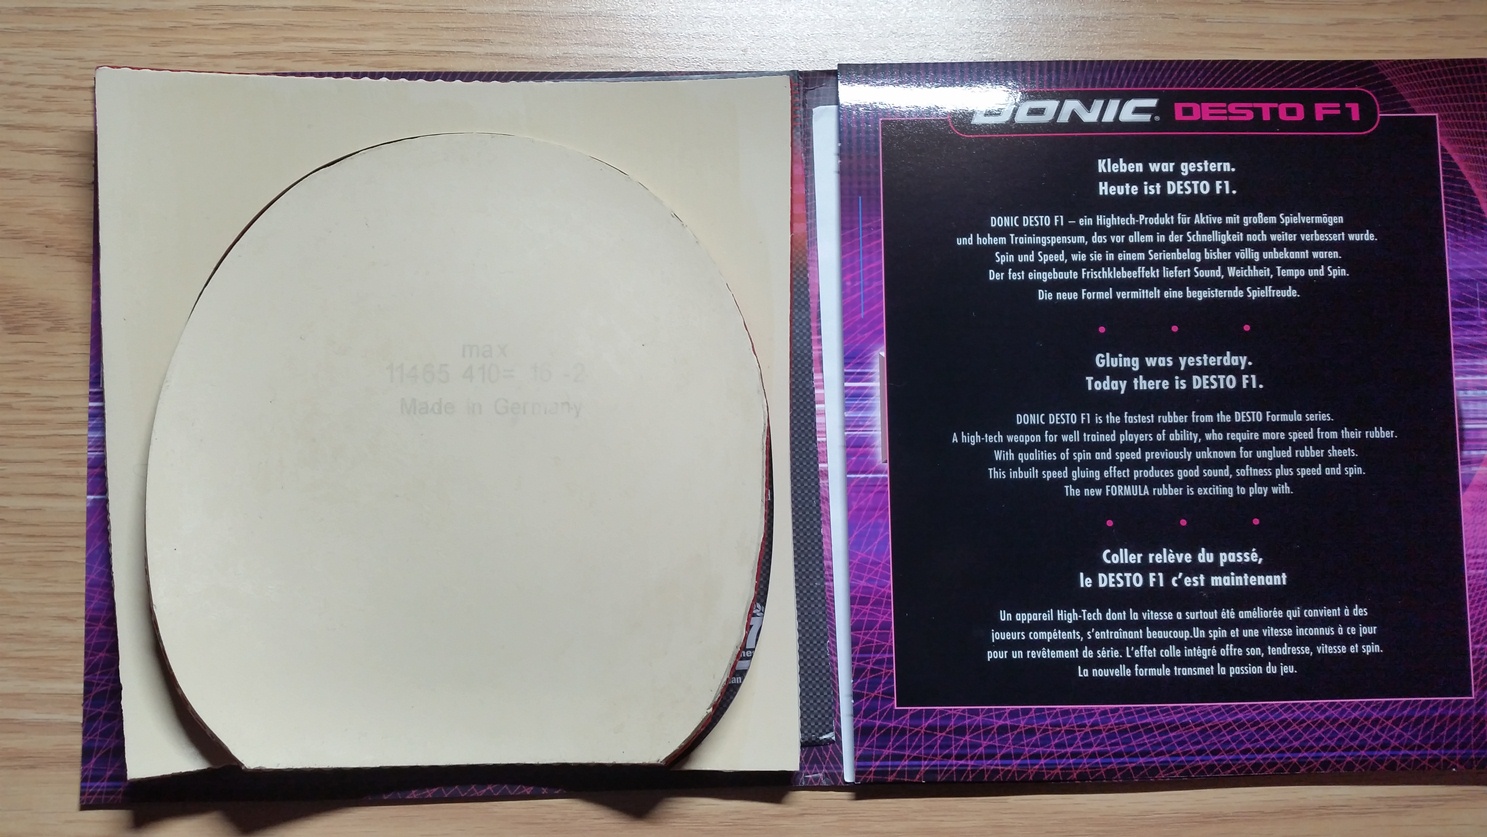 max
11465 410= 16 -2
Made in Germany
DONIC DESTO F1
Kleben war gestern.
Heute ist DESTO F1.
DONIC DESTO F1 – ein Hightech-Produkt für Aktive mit großem Spielvermögen
und hohem Trainingspensum, das vor allem in der Schnelligkeit noch weiter verbessert wurde.
Spin und Speed, wie sie in einem Serienbelag bisher völlig unbekannt waren.
Der fest eingebaute Frischklebeeffekt liefert Sound, Weichheit, Tempo und Spin.
Die neue Formel vermittelt eine begeisternde Spielfreude.
Gluing was yesterday.
Today there is DESTO F1.
DONIC DESTO F1 is the fastest rubber from the DESTO Formula series.
A high-tech weapon for well trained players of ability, who require more speed from their rubber.
With qualities of spin and speed previously unknown for unglued rubber sheets.
This inbuilt speed gluing effect produces good sound, softness plus speed and spin.
The new FORMULA rubber is exciting to play with.
Coller relève du passé,
le DESTO F1 c'est maintenant
Un appareil High-Tech dont la vitesse a surtout été améliorée qui convient à des
joueurs compétents, s'entraînant beaucoup.Un spin et une vitesse inconnus à ce jour
pour un revêtement de série. L'effet colle intégré offre son, tendresse, vitesse et spin.
La nouvelle formule transmet la passion du jeu.